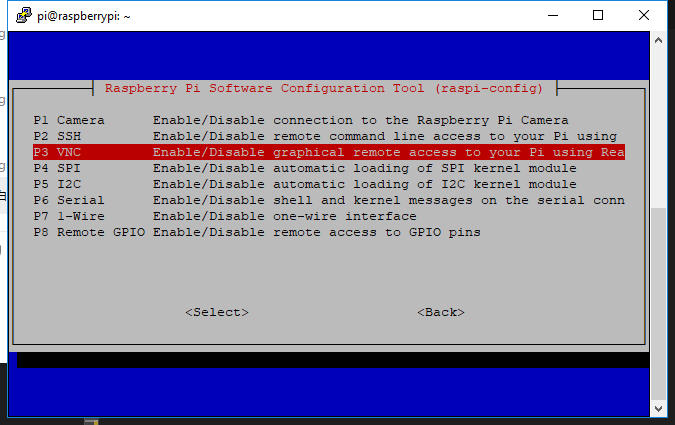 pi@raspberrypi: ~
Raspberry Pi Software Configuration Tool (raspi-config)
P1 Camera Enable/Disable connection to the Raspberry Pi Camera
P2 SSH Enable/Disable remote command line access to your Pi using
P3 VNC Enable/Disable graphical remote access to your Pi using Rea
P4 SPI Enable/Disable automatic loading of SPI kernel module
P5 I2C Enable/Disable automatic loading of I2C kernel module
P6 Serial Enable/Disable shell and kernel messages on the serial conn
P7 1-Wire Enable/Disable one-wire interface
P8 Remote GPIO Enable/Disable remote access to GPIO pins
<Select> <Back>